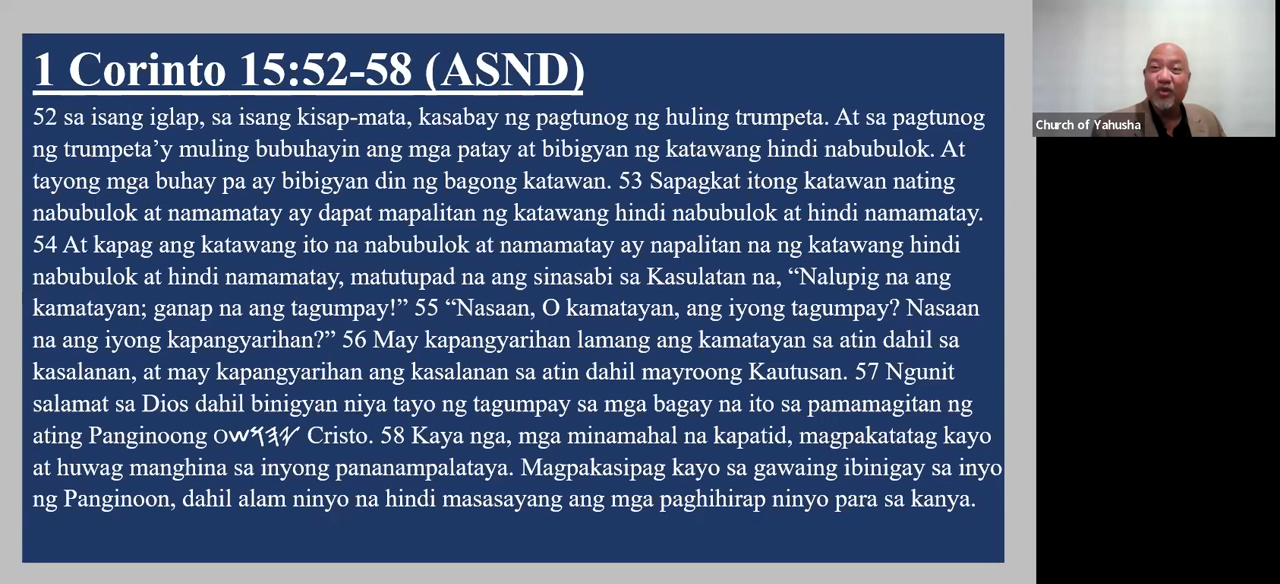 1 Corinto 15:52-58 (ASND)
52 sa isang iglap, sa isang kisap-mata, kasabay ng pagtunog ng huling trumpeta. At sa pagtunog
ng trumpeta’y muling bubuhayin ang mga patay at bibigyan ng katawang hindi nabubulok. At
tayong mga buhay pa ay bibigyan din ng bagong katawan. 53 Sapagkat itong katawan nating
nabubulok at namamatay ay dapat mapalitan ng katawang hindi nabubulok at hindi namamatay.
54 At kapag ang katawang ito na nabubulok at namamatay ay napalitan na ng katawang hindi
nabubulok at hindi namamatay, matutupad na ang sinasabi sa Kasulatan na, “Nalupig na ang
kamatayan; ganap na ang tagumpay!” 55 “Nasaan, O kamatayan, ang iyong tagumpay? Nasaan
na ang iyong kapangyarihan?” 56 May kapangyarihan lamang ang kamatayan sa atin dahil sa
kasalanan, at may kapangyarihan ang kasalanan sa atin dahil mayroong Kautusan. 57 Ngunit
salamat sa Dios dahil binigyan niya tayo ng tagumpay sa mga bagay na ito sa pamamagitan ng
ating Panginoong 𐤉𐤄𐤅𐤔𐤏 Cristo. 58 Kaya nga, mga minamahal na kapatid, magpakatatag kayo
at huwag manghina sa inyong pananampalataya. Magpakasipag kayo sa gawaing ibinigay sa inyo
ng Panginoon, dahil alam ninyo na hindi masasayang ang mga paghihirap ninyo para sa kanya.
Church of Yahusha